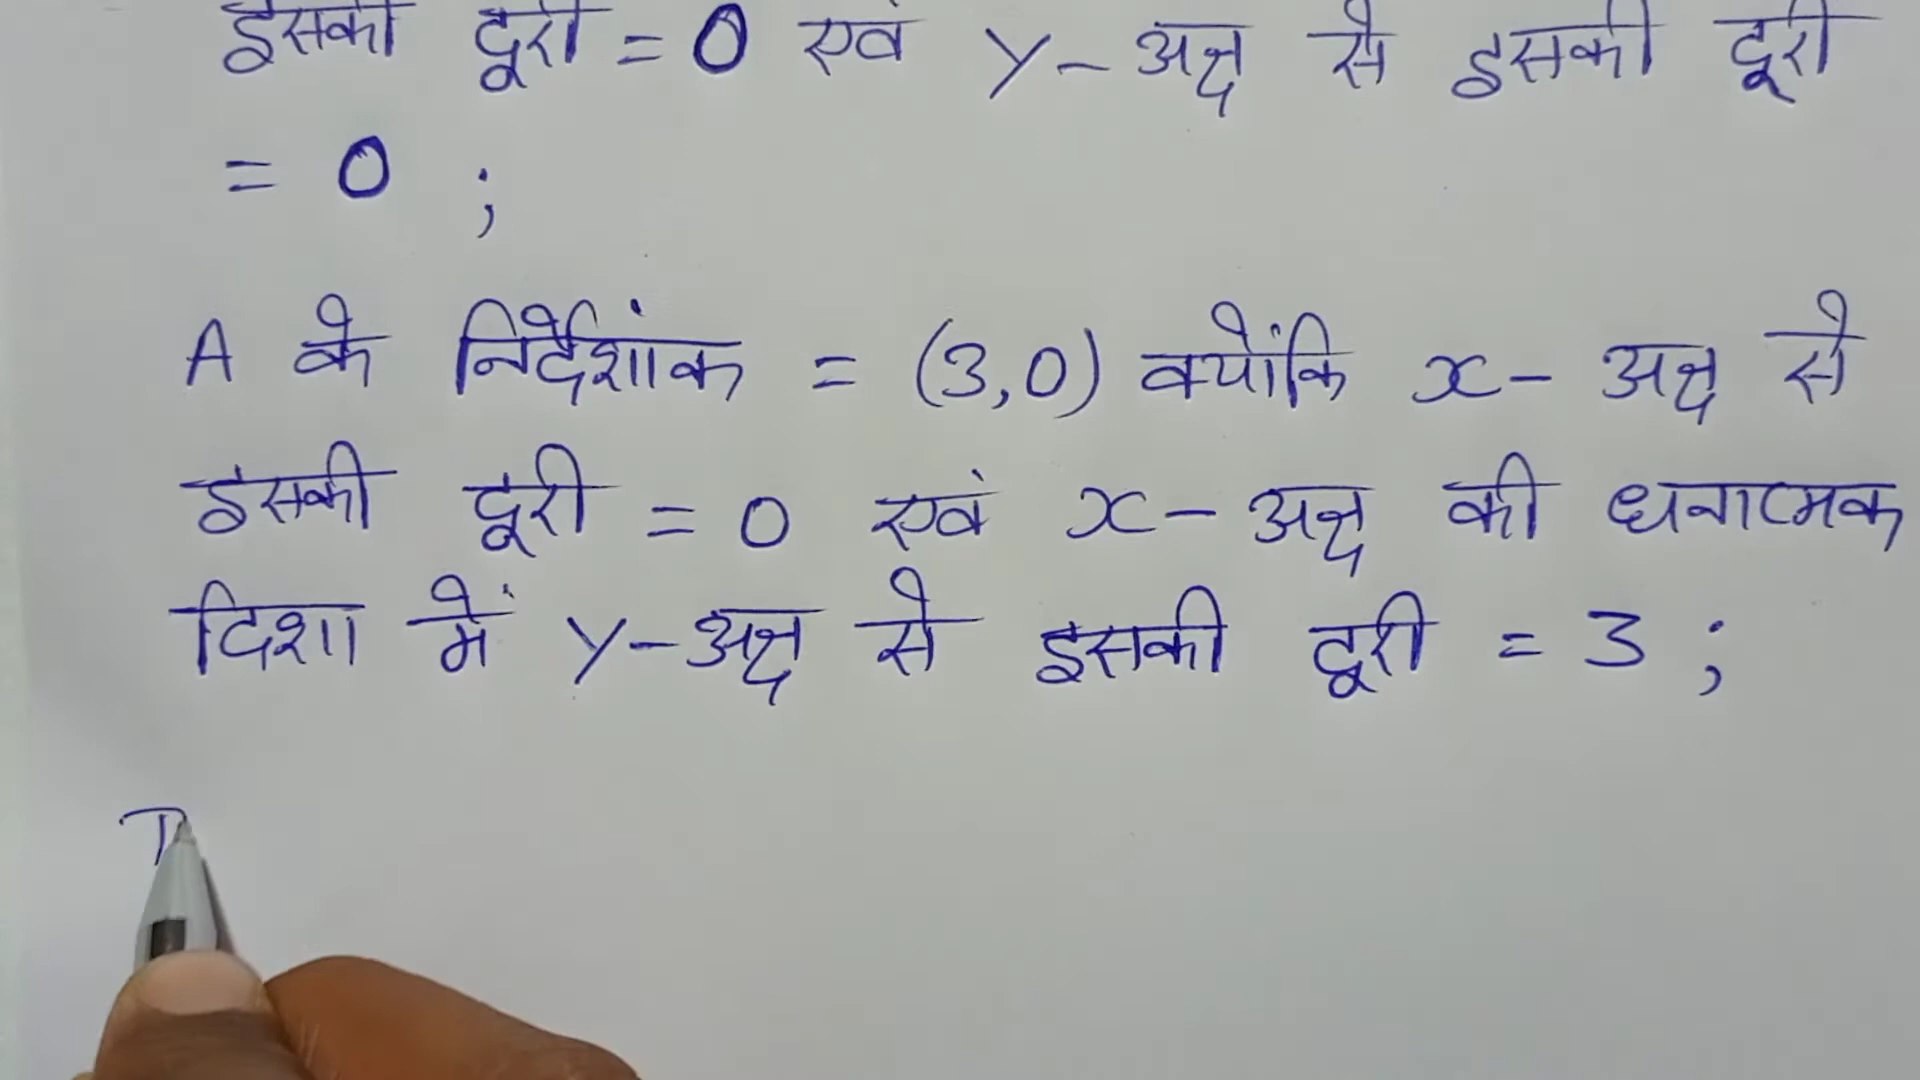 इसकी दूरी = 0 एवं y-अक्ष से इसकी दूरी
= 0 ;
A के निर्देशांक = (3,0) क्योंकि x-अक्ष से
इसकी दूरी = 0 एवं x-अक्ष की धनात्मक
दिशा में y-अक्ष से इसकी दूरी = 3 ;